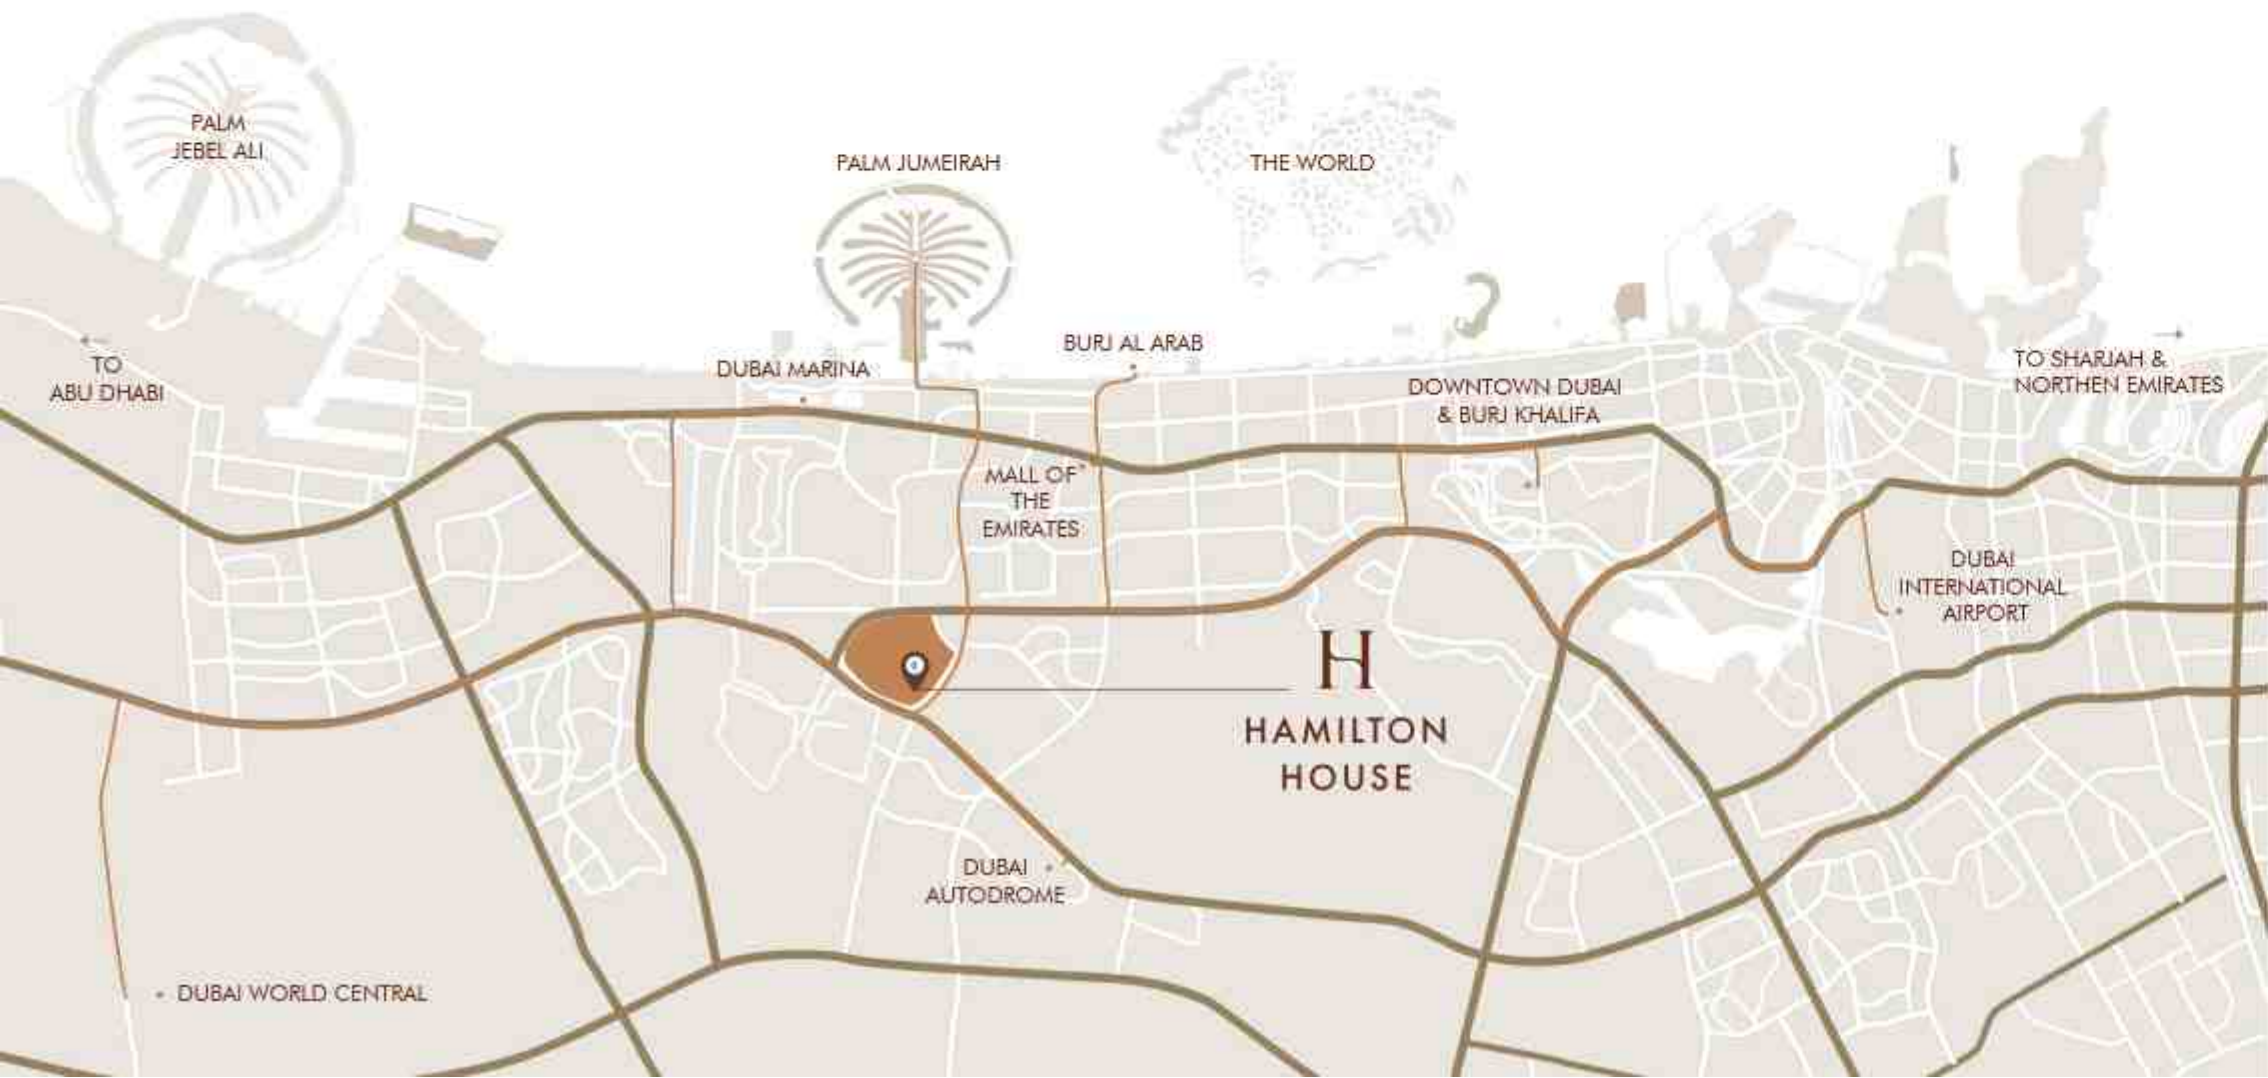 PALM
JEBEL ALI
PALM JUMEIRAH
THE WORLD
TO
ABU DHABI
DUBAI MARINA
BURJ AL ARAB
DOWNTOWN DUBAI
& BURJ KHALIFA
TO SHARJAH &
NORTHEN EMIRATES
MALL OF
THE
EMIRATES
DUBAI
INTERNATIONAL
AIRPORT
H
HAMILTON
HOUSE
DUBAI
AUTODROME
DUBAI WORLD CENTRAL